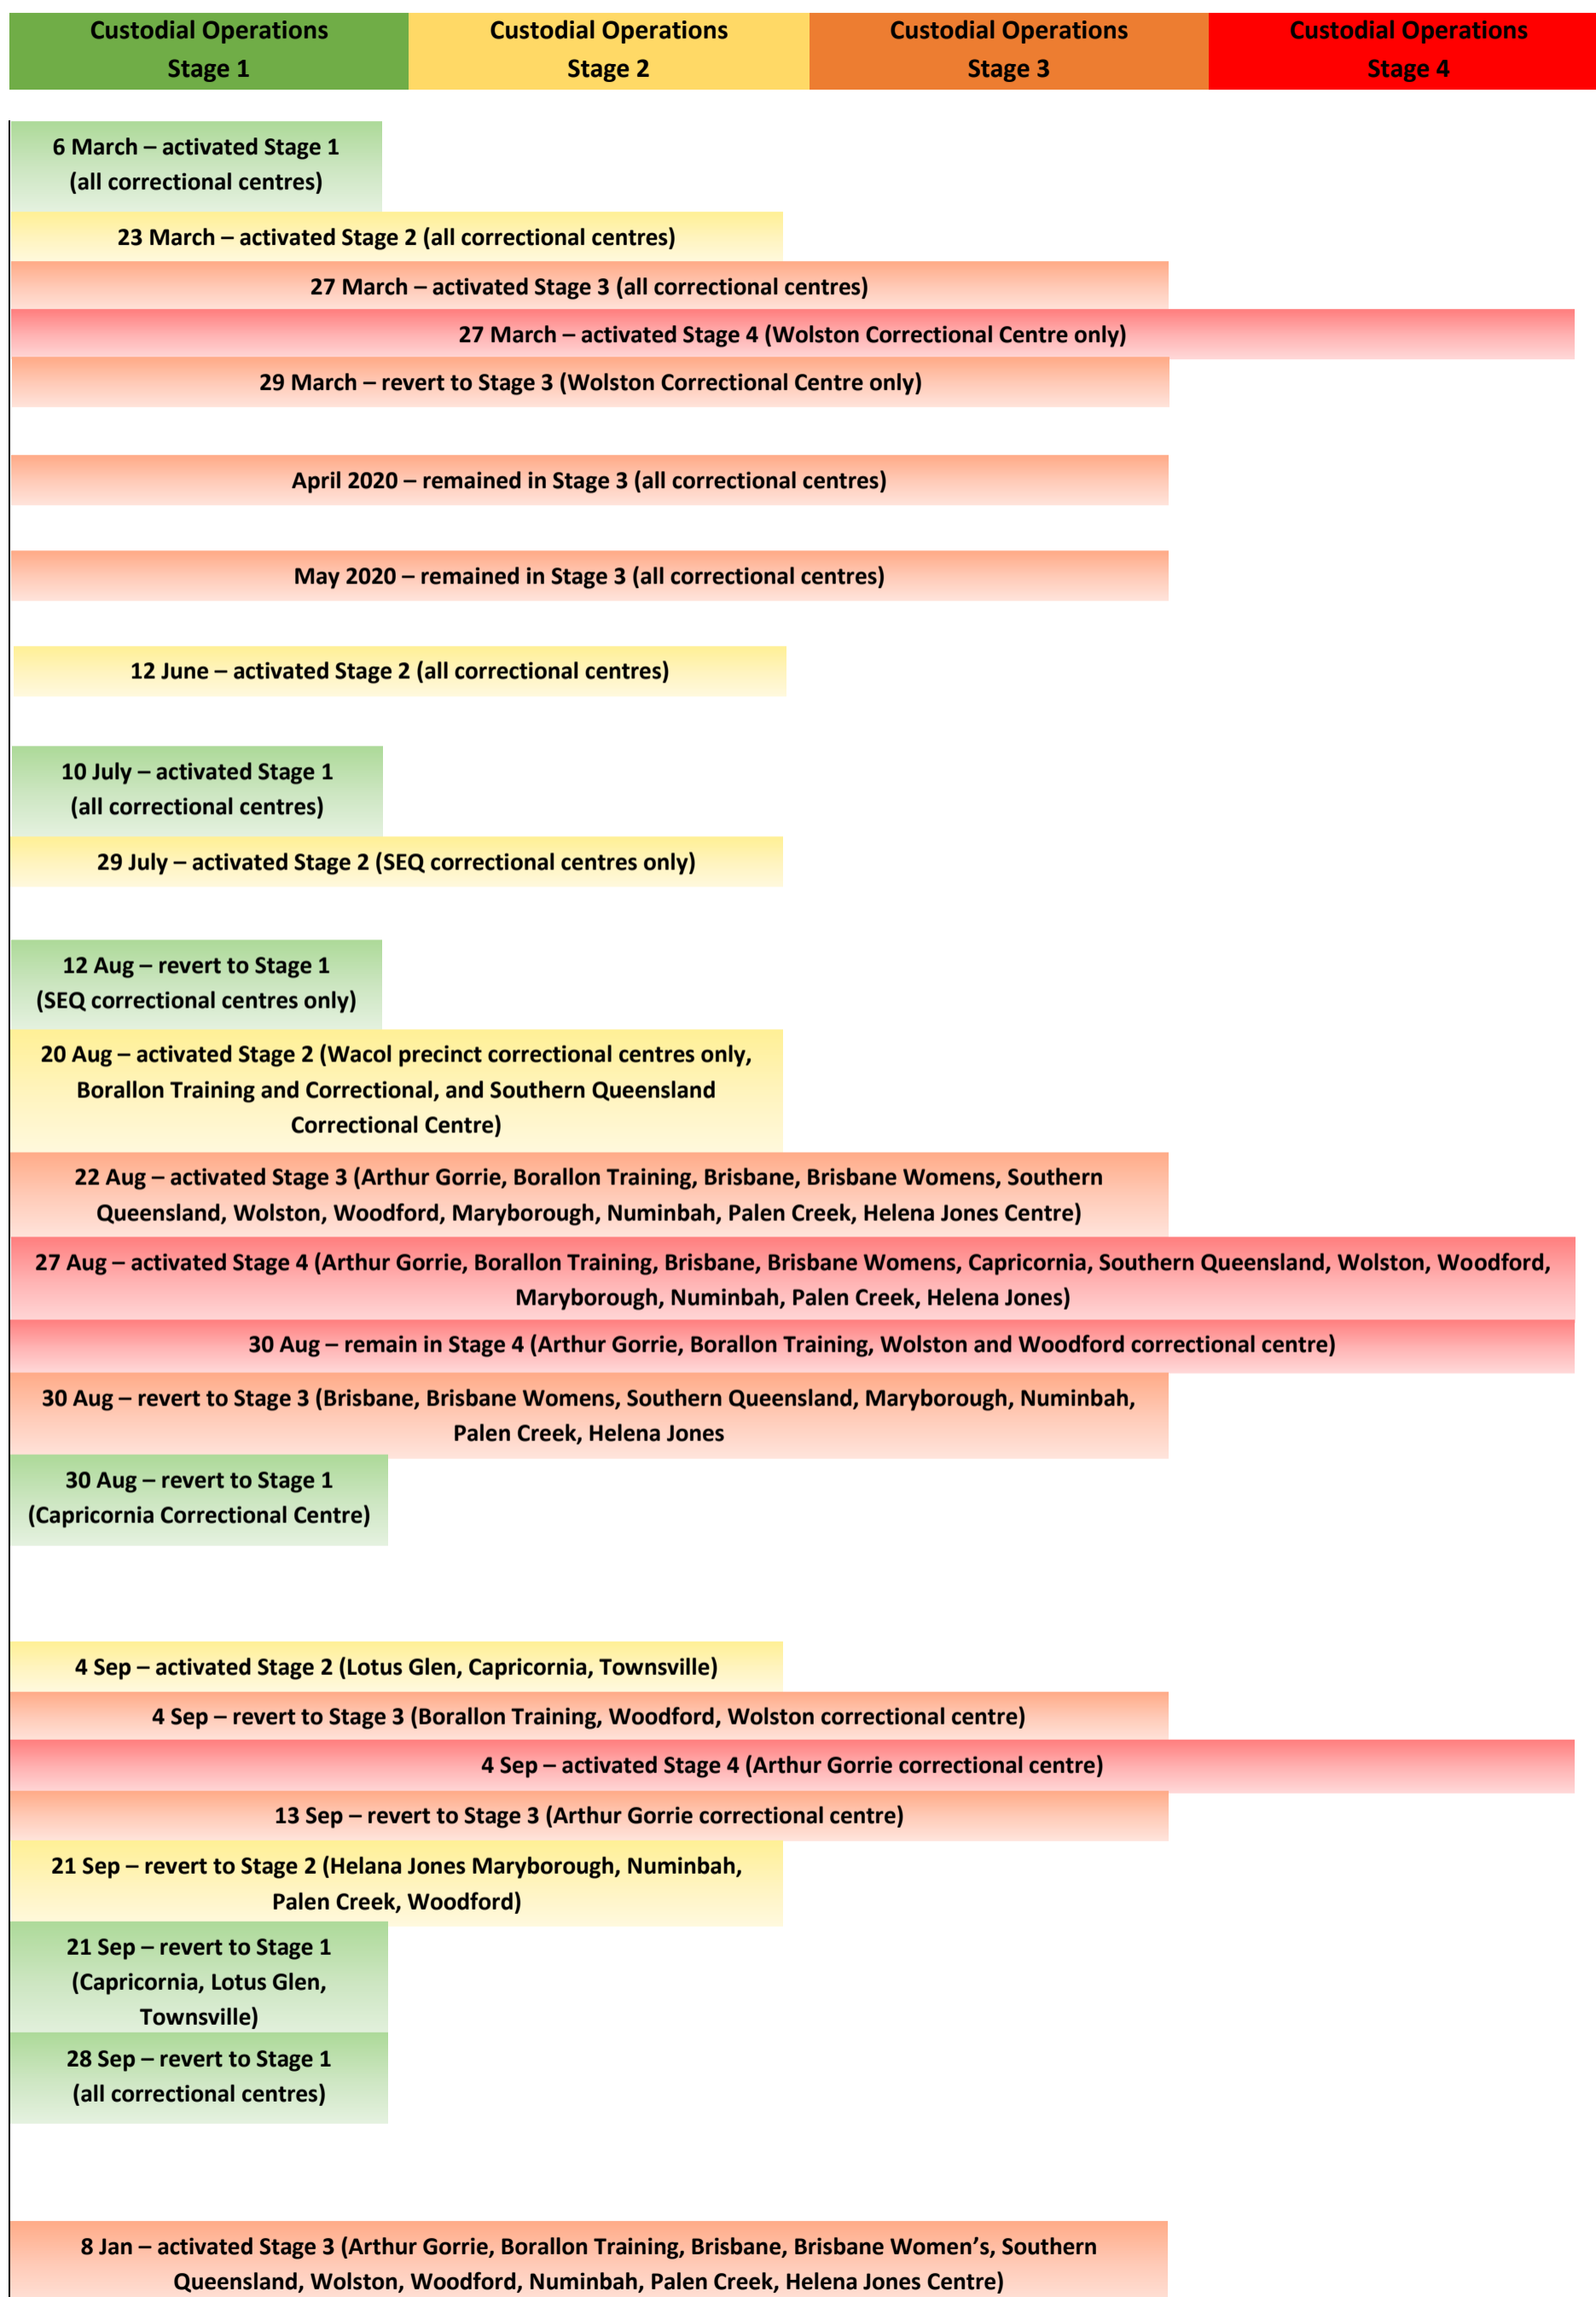 Custodial Operations
Stage 1
Custodial Operations
Stage 2
Custodial Operations
Stage 3
Custodial Operations
Stage 4
6 March – activated Stage 1
(all correctional centres)
23 March – activated Stage 2 (all correctional centres)
27 March – activated Stage 3 (all correctional centres)
27 March – activated Stage 4 (Wolston Correctional Centre only)
29 March – revert to Stage 3 (Wolston Correctional Centre only)
April 2020 – remained in Stage 3 (all correctional centres)
May 2020 – remained in Stage 3 (all correctional centres)
12 June – activated Stage 2 (all correctional centres)
10 July – activated Stage 1
(all correctional centres)
29 July – activated Stage 2 (SEQ correctional centres only)
12 Aug – revert to Stage 1
(SEQ correctional centres only)
20 Aug – activated Stage 2 (Wacol precinct correctional centres only,
Borallon Training and Correctional, and Southern Queensland
Correctional Centre)
22 Aug – activated Stage 3 (Arthur Gorrie, Borallon Training, Brisbane, Brisbane Womens, Southern
Queensland, Wolston, Woodford, Maryborough, Numinbah, Palen Creek, Helena Jones Centre)
27 Aug – activated Stage 4 (Arthur Gorrie, Borallon Training, Brisbane, Brisbane Womens, Capricornia, Southern Queensland, Wolston, Woodford,
Maryborough, Numinbah, Palen Creek, Helena Jones)
30 Aug – remain in Stage 4 (Arthur Gorrie, Borallon Training, Wolston and Woodford correctional centre)
30 Aug – revert to Stage 3 (Brisbane, Brisbane Womens, Southern Queensland, Maryborough, Numinbah,
Palen Creek, Helena Jones
30 Aug – revert to Stage 1
(Capricornia Correctional Centre)
4 Sep – activated Stage 2 (Lotus Glen, Capricornia, Townsville)
4 Sep – revert to Stage 3 (Borallon Training, Woodford, Wolston correctional centre)
4 Sep – activated Stage 4 (Arthur Gorrie correctional centre)
13 Sep – revert to Stage 3 (Arthur Gorrie correctional centre)
21 Sep – revert to Stage 2 (Helana Jones Maryborough, Numinbah,
Palen Creek, Woodford)
21 Sep – revert to Stage 1
(Capricornia, Lotus Glen,
Townsville)
28 Sep – revert to Stage 1
(all correctional centres)
8 Jan – activated Stage 3 (Arthur Gorrie, Borallon Training, Brisbane, Brisbane Women’s, Southern
Queensland, Wolston, Woodford, Numinbah, Palen Creek, Helena Jones Centre)